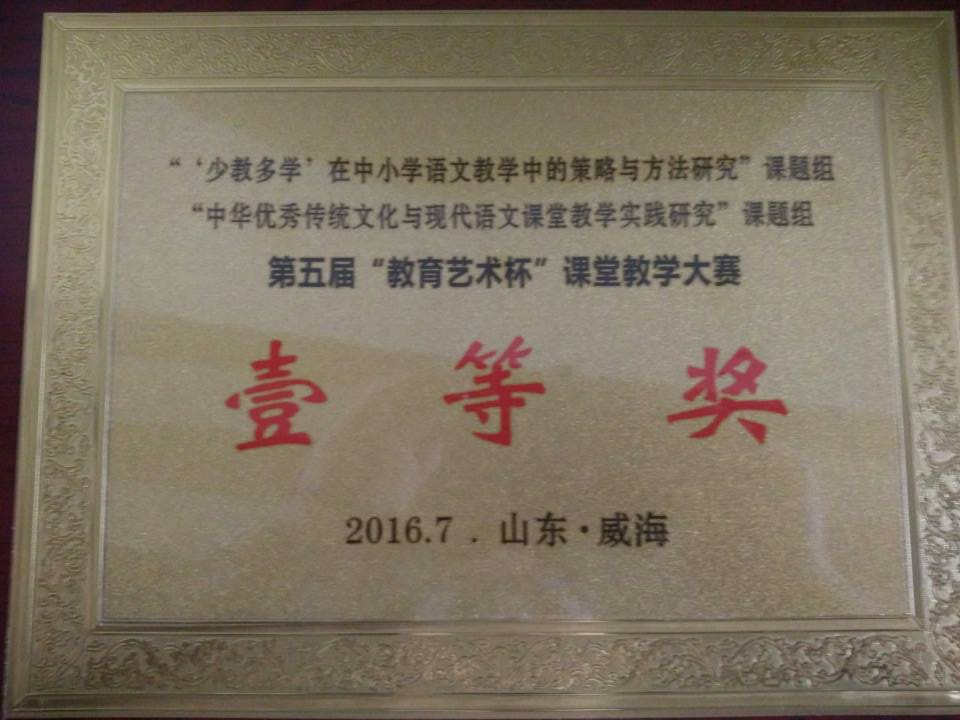 “‘少教多学’在中小学语文教学中的策略与方法研究”课题组
“中华优秀传统文化与现代语文课堂教学实践研究”课题组
第五届“教育艺术杯”课堂教学大赛
壹等奖
2016.7．山东·威海